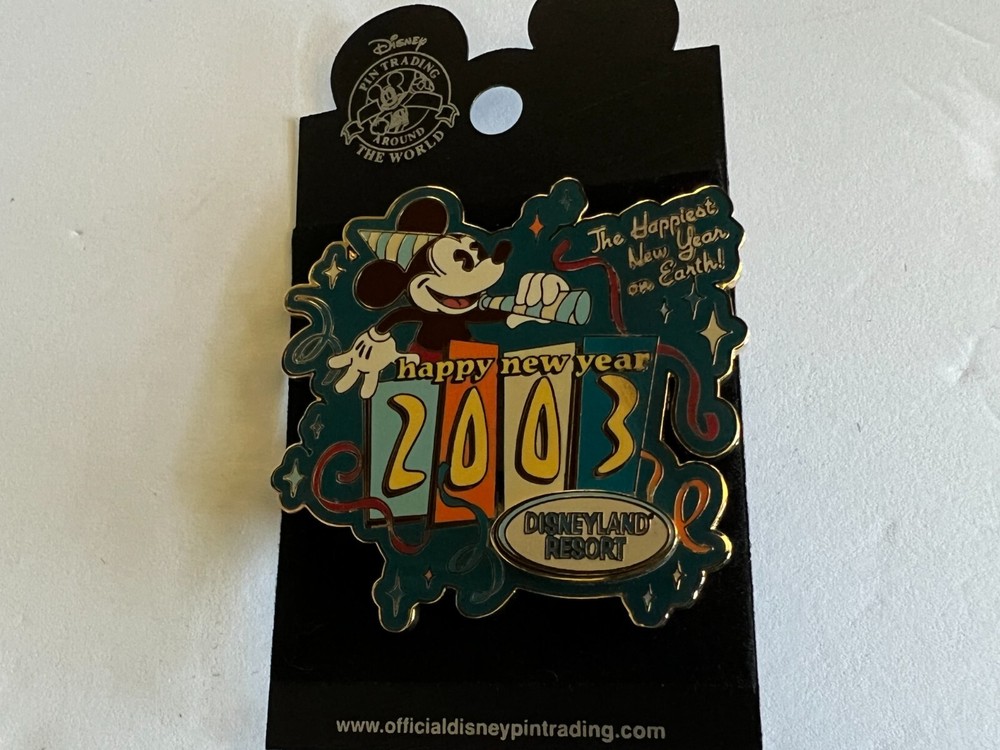 Disney
PIN TRADING
AROUND
THE WORLD
The Happiest
New Year
on Earth!
happy new year
2003
DISNEYLAND
RESORT
www.officialdisneypintrading.com